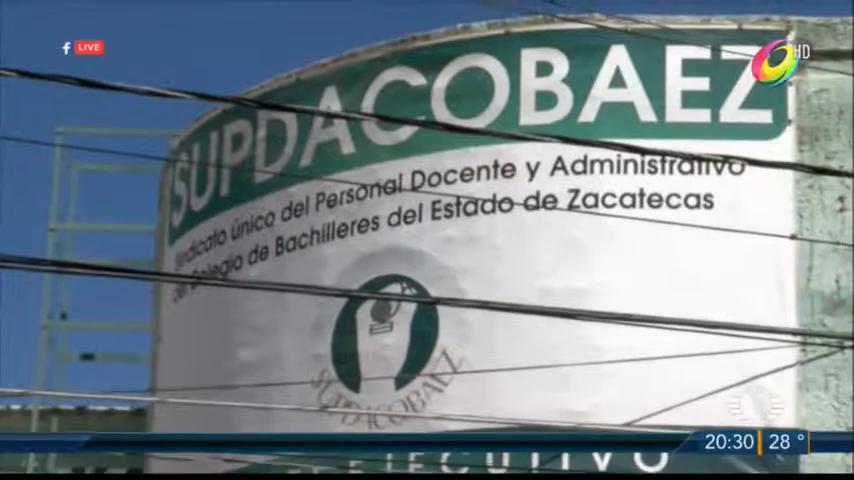 f LIVE
HD
SUPDACOBAEZ
Sindicato único del Personal Docente y Administrativo
del Colegio de Bachilleres del Estado de Zacatecas
SUPDACOBAEZ
EJECUTIVO
20:30 28 °